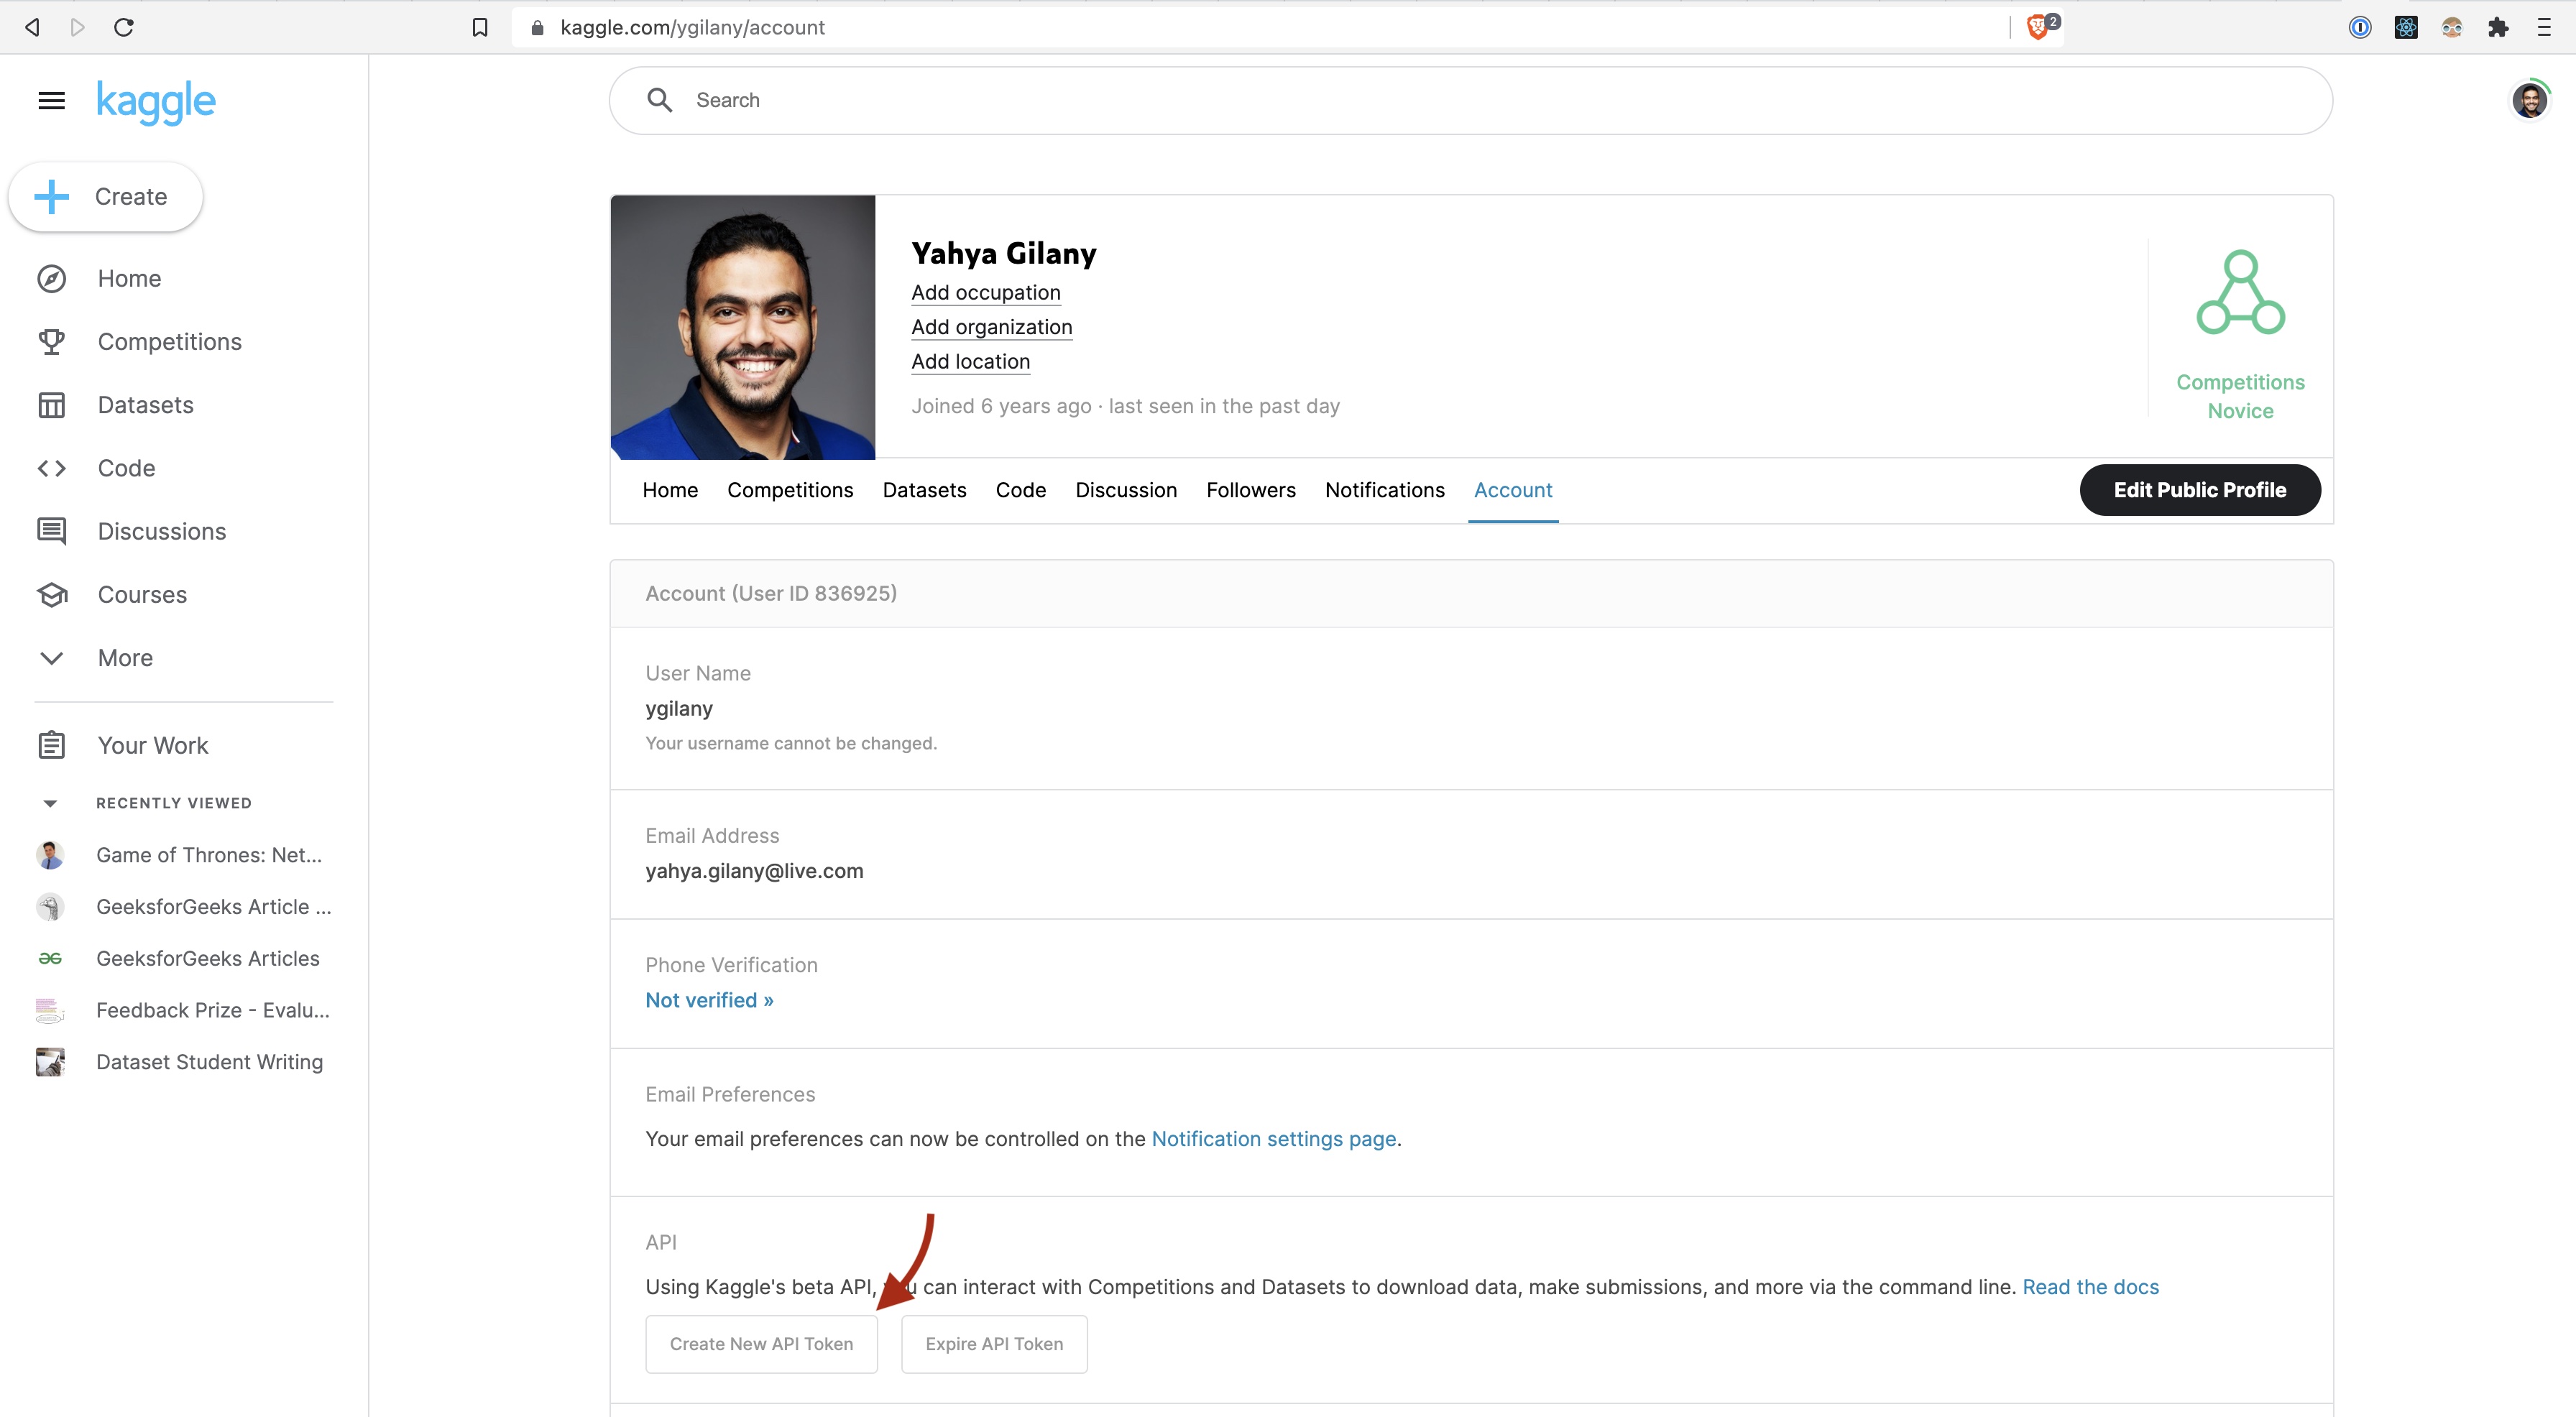 kaggle.com/ygilany/account
2
kaggle
Search
Create
Home
Competitions
Datasets
Code
Discussions
Courses
More
Your Work
RECENTLY VIEWED
Game of Thrones: Net...
GeeksforGeeks Article ...
GeeksforGeeks Articles
Feedback Prize - Evalu...
Dataset Student Writing
Yahya Gilany
Add occupation
Add organization
Add location
Joined 6 years ago · last seen in the past day
Competitions
Novice
Home Competitions Datasets Code Discussion Followers Notifications Account Edit Public Profile
Account (User ID 836925)
User Name
ygilany
Your username cannot be changed.
Email Address
yahya.gilany@live.com
Phone Verification
Not verified »
Email Preferences
Your email preferences can now be controlled on the Notification settings page.
API
Using Kaggle's beta API, you can interact with Competitions and Datasets to download data, make submissions, and more via the command line. Read the docs
Create New API Token Expire API Token